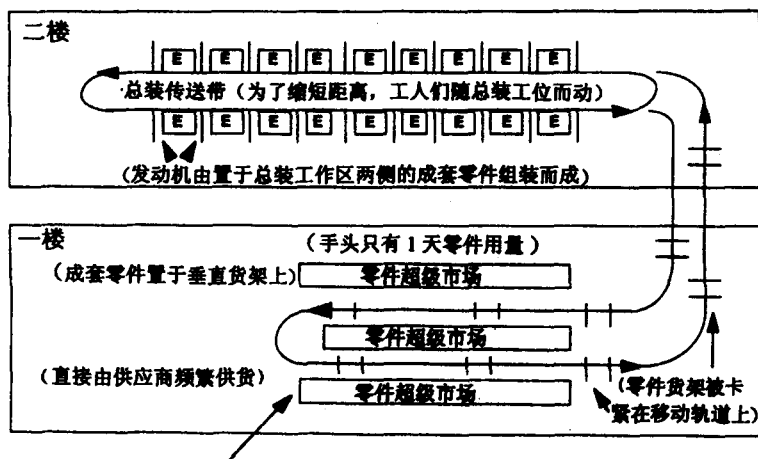 二楼
E E E E E E E E
总装传送带（为了缩短距离，工人们随总装工位而动）
E E E E E E E E
（发动机由置于总装工作区两侧的成套零件组装而成）
一楼
（手头只有1天零件用量）
（成套零件置于垂直货架上）
零件超级市场
零件超级市场
（直接由供应商频繁供货）
零件超级市场
（零件货架被卡
紧在移动轨道上）